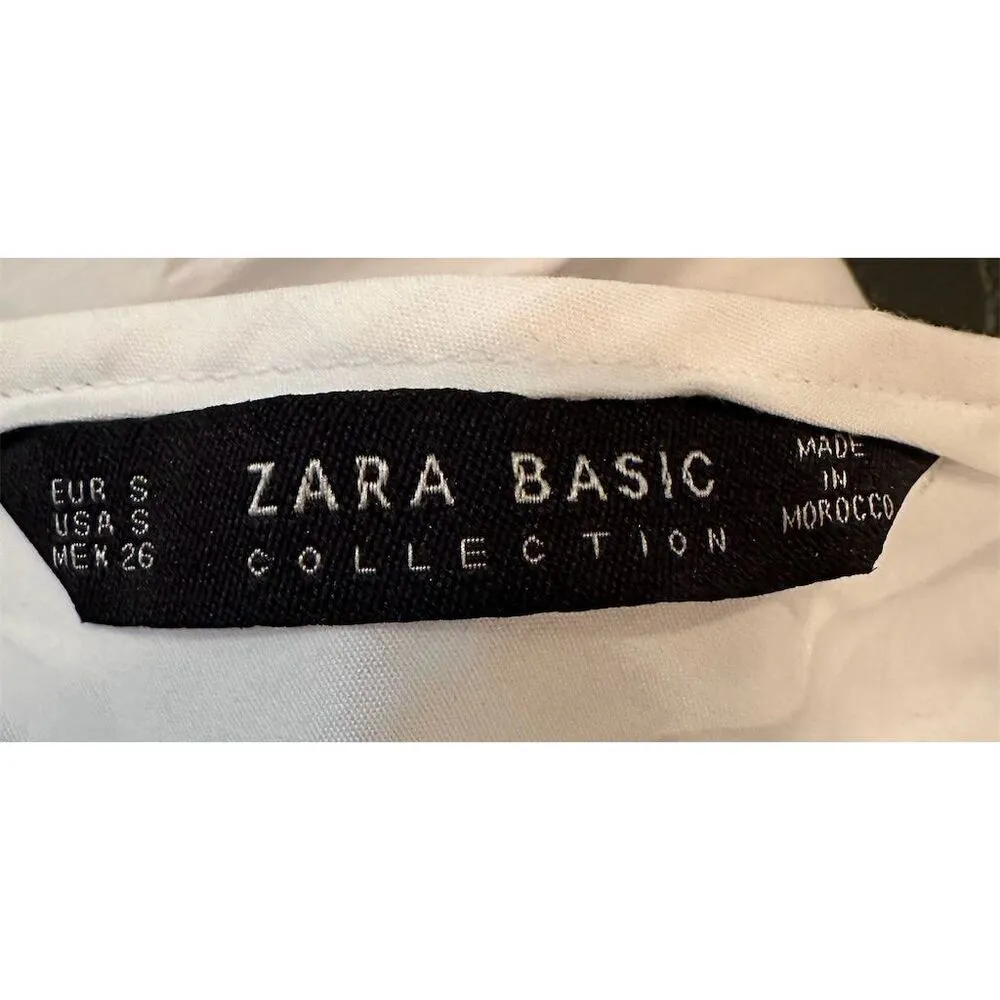 EUR S
USA S
MEX 26
ZARA BASIC
COLLECTION
MADE
IN
MOROCCO